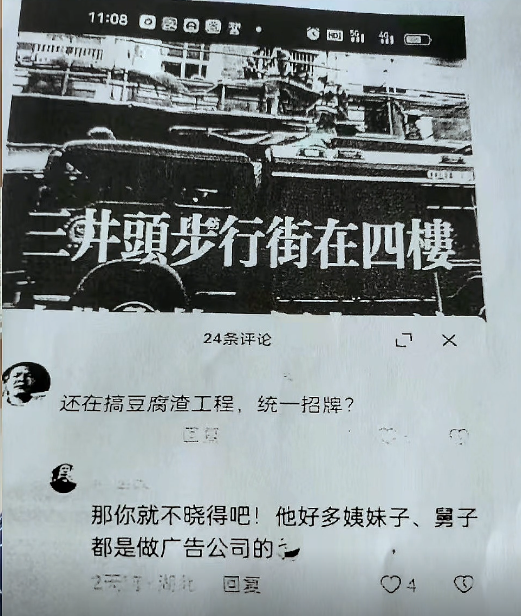 11:08
HD 5G 4G
三井頭步行街在四樓
24条评论
还在搞豆腐渣工程，统一招牌？
回复
那你就不晓得吧！他好多姨妹子、舅子
都是做广告公司的
2天前·湖北 回复 4